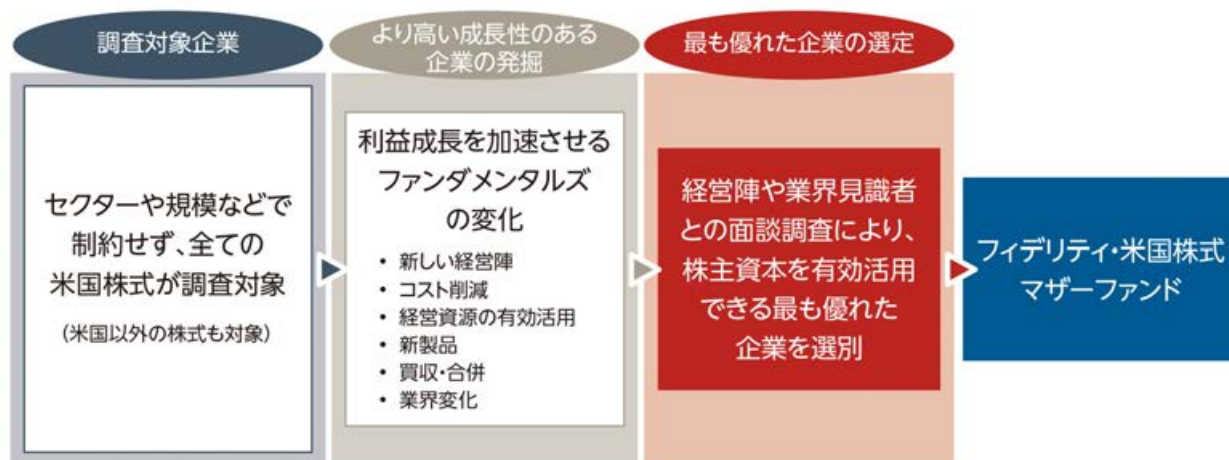 調査対象企業
セクターや規模などで
制約せず、全ての
米国株式が調査対象
(米国以外の株式も対象)
より高い成長性のある
企業の発掘
利益成長を加速させる
ファンダメンタルズ
の変化
• 新しい経営陣
• コスト削減
• 経営資源の有効活用
• 新製品
• 買収・合併
• 業界変化
最も優れた企業の選定
経営陣や業界見識者
との面談調査により、
株主資本を有効活用
できる最も優れた
企業を選別
フィデリティ・米国株式
マザーファンド